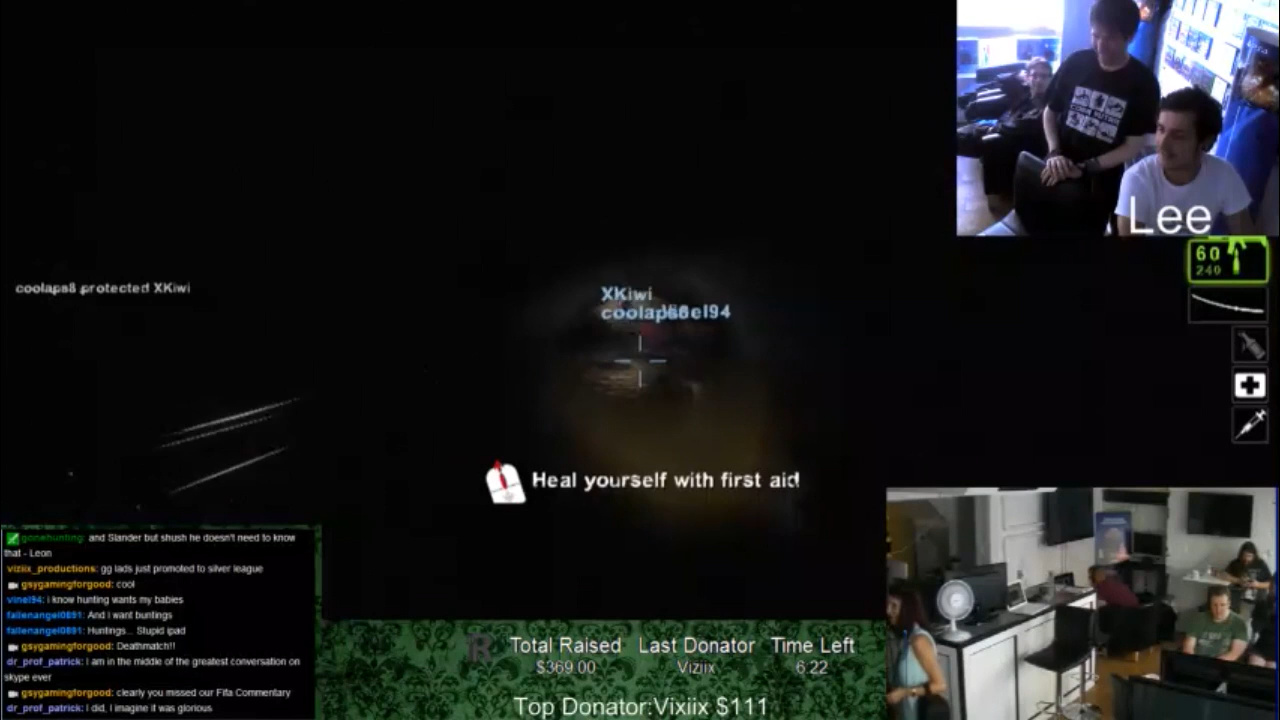 Lee
60
240
coolaps8 protected XKiwi
XKiwi
Heal yourself with first aid
gonehunting: and Slander but shush he doesn't need to know
that - Leon
viziix_productions: gg lads just promoted to silver league
gsygamingforgood: cool
vinel94: i know hunting wants my babies
fallenangel0891: And I want buntings
fallenangel0891: Huntings... Stupid ipad
gsygamingforgood: Deathmatch!!
dr_prof_patrick: I am in the middle of the greatest conversation on
skype ever
gsygamingforgood: clearly you missed our Fifa Commentary
dr_prof_patrick: I did, I imagine it was glorious
R
Total Raised Last Donator Time Left
$369.00 Viziix 6:22
Top Donator:Vixiix $111